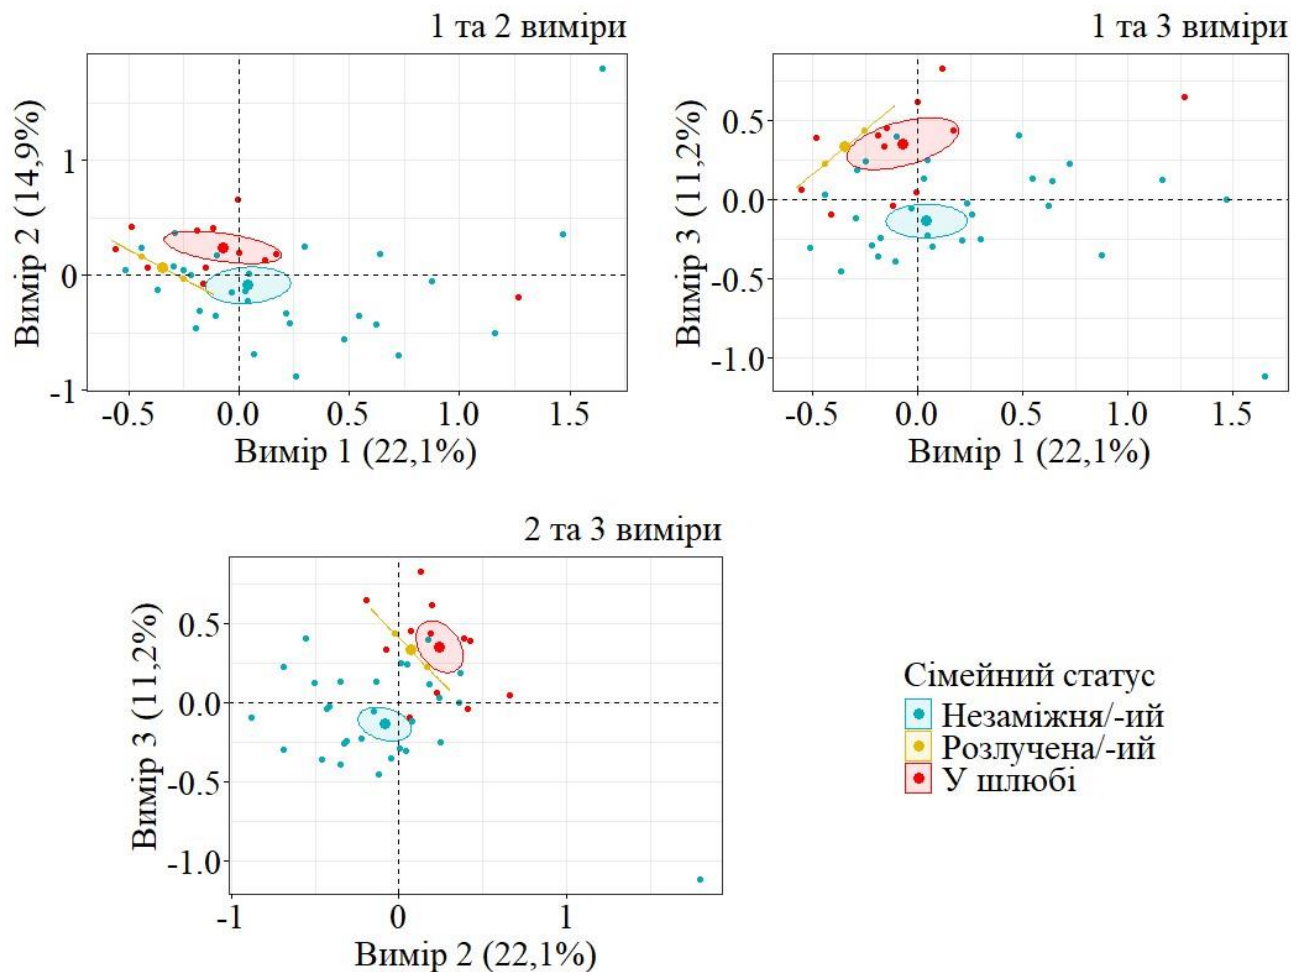 1 та 2 виміри
Вимір 2 (14,9%)
1
0
-1
-0.5
0.0
0.5
1.0
1.5
Вимір 1 (22,1%)
1 та 3 виміри
Вимір 3 (11,2%)
0.5
0.0
-0.5
-1.0
-0.5
0.0
0.5
1.0
1.5
Вимір 1 (22,1%)
2 та 3 виміри
Вимір 3 (11,2%)
0.5
0.0
-0.5
-1.0
-1
0
1
Вимір 2 (22,1%)
Сімейний статус
Незаміжня/-ий
Розлучена/-ий
У шлюбі